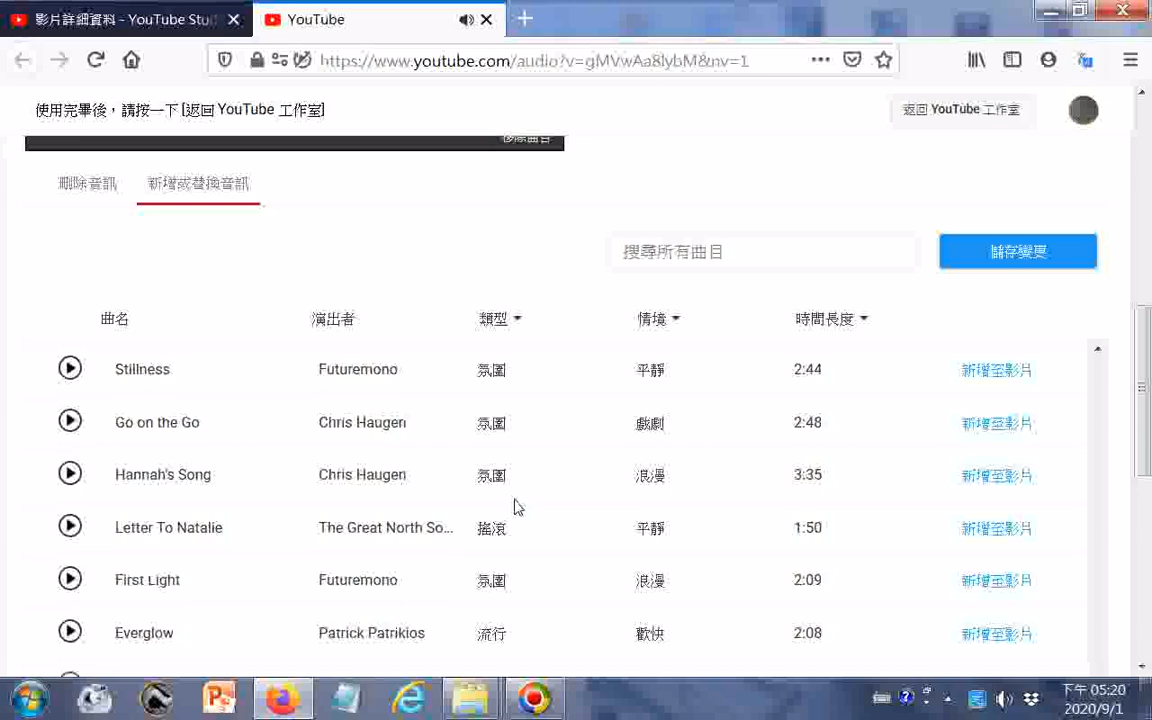 影片詳細資料 - YouTube Stu
YouTube
https://www.youtube.com/audio?v=gMVwAa8lybM&nv=1
使用完畢後，請按一下 [返回 YouTube 工作室]
返回 YouTube 工作室
移除曲目
刪除音訊 新增或替換音訊
搜尋所有曲目 儲存變更
曲名 演出者 類型 情境 時間長度
Stillness Futuremono 氛圍 平靜 2:44 新增至影片
Go on the Go Chris Haugen 氛圍 戲劇 2:48 新增至影片
Hannah's Song Chris Haugen 氛圍 浪漫 3:35 新增至影片
Letter To Natalie The Great North So... 搖滾 平靜 1:50 新增至影片
First Light Futuremono 氛圍 浪漫 2:09 新增至影片
Everglow Patrick Patrikios 流行 歡快 2:08 新增至影片
下午 05:20
2020/9/1